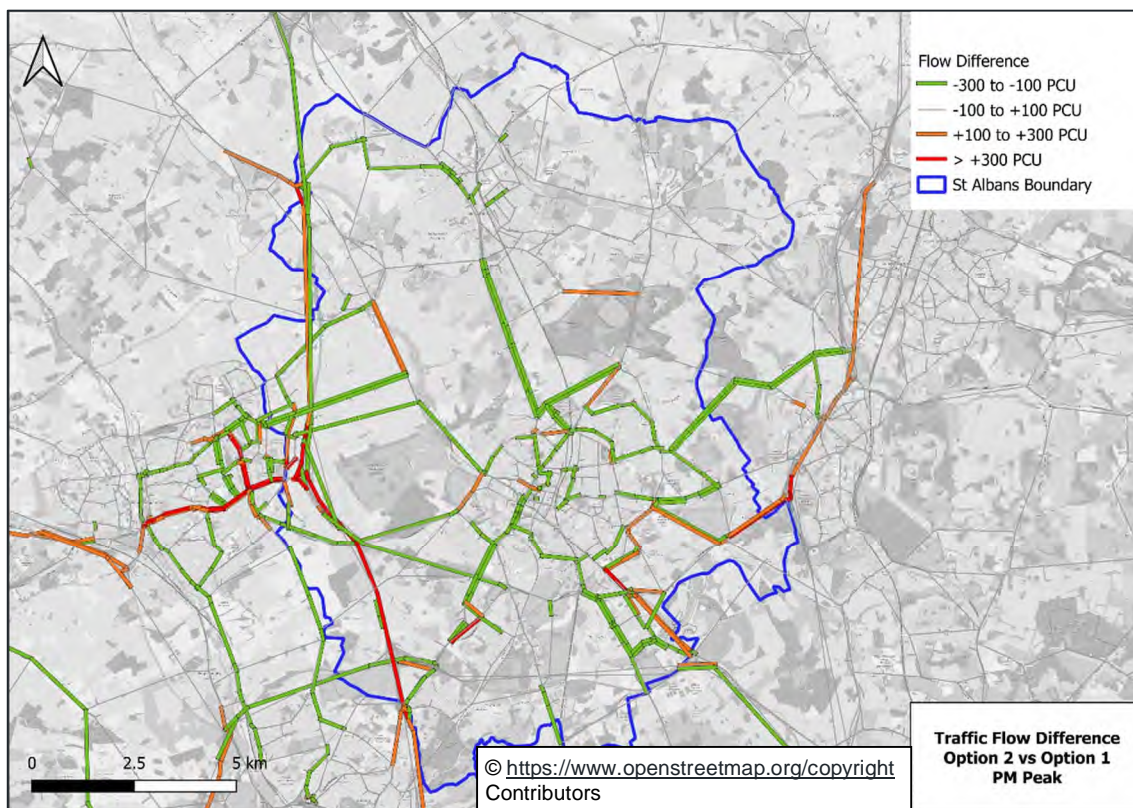 Flow Difference
-300 to -100 PCU
-100 to +100 PCU
+100 to +300 PCU
> +300 PCU
St Albans Boundary
0 2.5 5 km
© https://www.openstreetmap.org/copyright
Contributors
Traffic Flow Difference
Option 2 vs Option 1
PM Peak